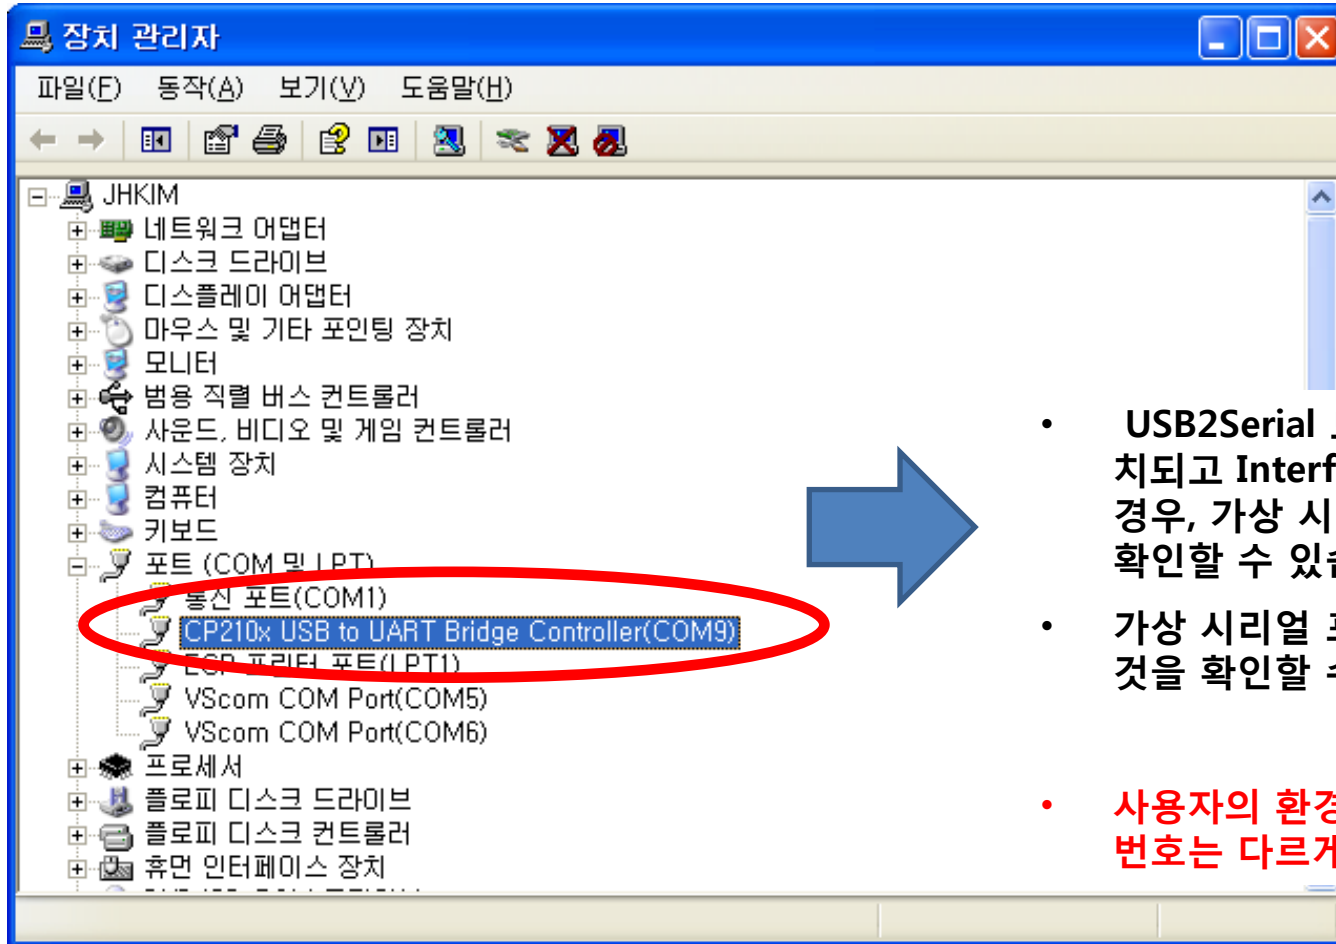 장치 관리자
파일(F) 동작(A) 보기(V) 도움말(H)
JHKIM
네트워크 어댑터
디스크 드라이브
디스플레이 어댑터
마우스 및 기타 포인팅 장치
모니터
범용 직렬 버스 컨트롤러
사운드, 비디오 및 게임 컨트롤러
시스템 장치
컴퓨터
키보드
포트 (COM 및 LPT)
통신 포트(COM1)
CP210x USB to UART Bridge Controller(COM9)
ECP 프린터 포트(LPT1)
VScom COM Port(COM5)
VScom COM Port(COM6)
프로세서
플로피 디스크 드라이브
플로피 디스크 컨트롤러
휴먼 인터페이스 장치
• USB2Serial
치되고 Interf
경우, 가상 시
확인할 수 있
• 가상 시리얼
것을 확인할
• 사용자의 환경
번호는 다르게